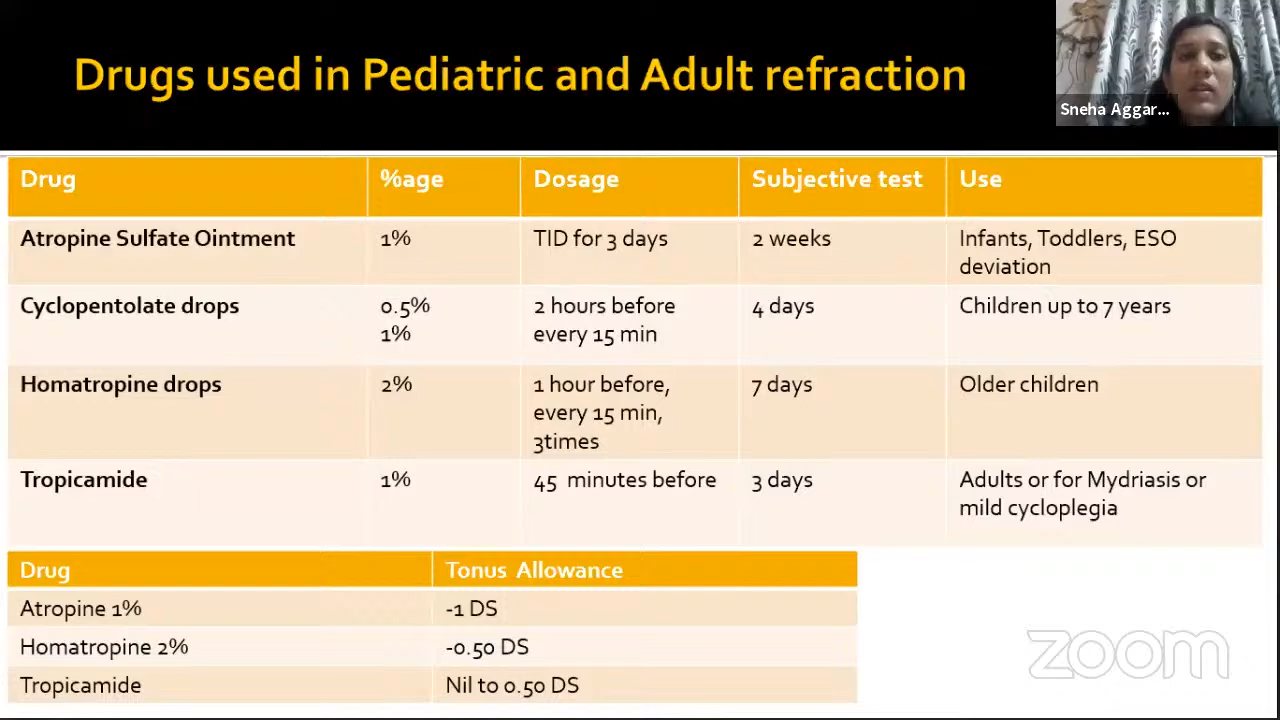 Drugs used in Pediatric and Adult refraction
Sneha Aggar...
Drug %age Dosage Subjective test Use
Atropine Sulfate Ointment 1% TID for 3 days 2 weeks Infants, Toddlers, ESO
deviation
Cyclopentolate drops 0.5% 2 hours before 4 days Children up to 7 years
1% every 15 min
Homatropine drops 2% 1 hour before, 7 days Older children
every 15 min,
3times
Tropicamide 1% 45 minutes before 3 days Adults or for Mydriasis or
mild cycloplegia
Drug Tonus Allowance
Atropine 1% -1 DS
Homatropine 2% -0.50 DS
Tropicamide Nil to 0.50 DS
zoom